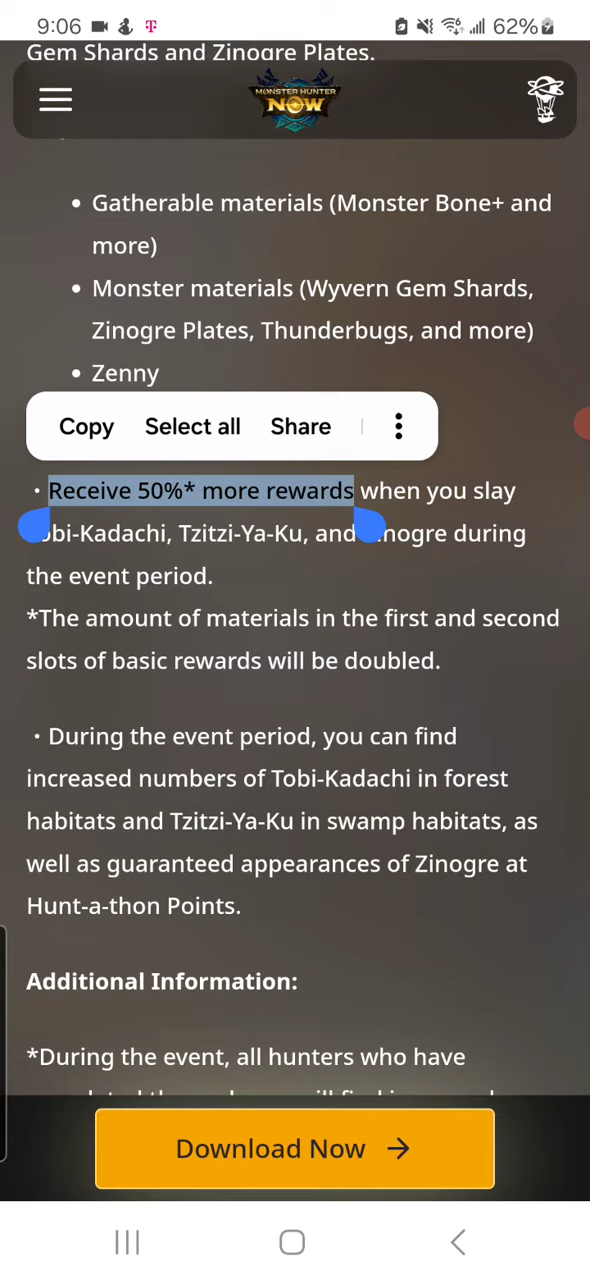 9:06
62%
Gem Shards and Zinogre Plates.
MONSTER HUNTER
NOW
• Gatherable materials (Monster Bone+ and
more)
• Monster materials (Wyvern Gem Shards,
Zinogre Plates, Thunderbugs, and more)
• Zenny
Copy Select all Share
・Receive 50%* more rewards when you slay
Tobi-Kadachi, Tzitzi-Ya-Ku, and Zinogre during
the event period.
*The amount of materials in the first and second
slots of basic rewards will be doubled.
・During the event period, you can find
increased numbers of Tobi-Kadachi in forest
habitats and Tzitzi-Ya-Ku in swamp habitats, as
well as guaranteed appearances of Zinogre at
Hunt-a-thon Points.
Additional Information:
*During the event, all hunters who have
Download Now →